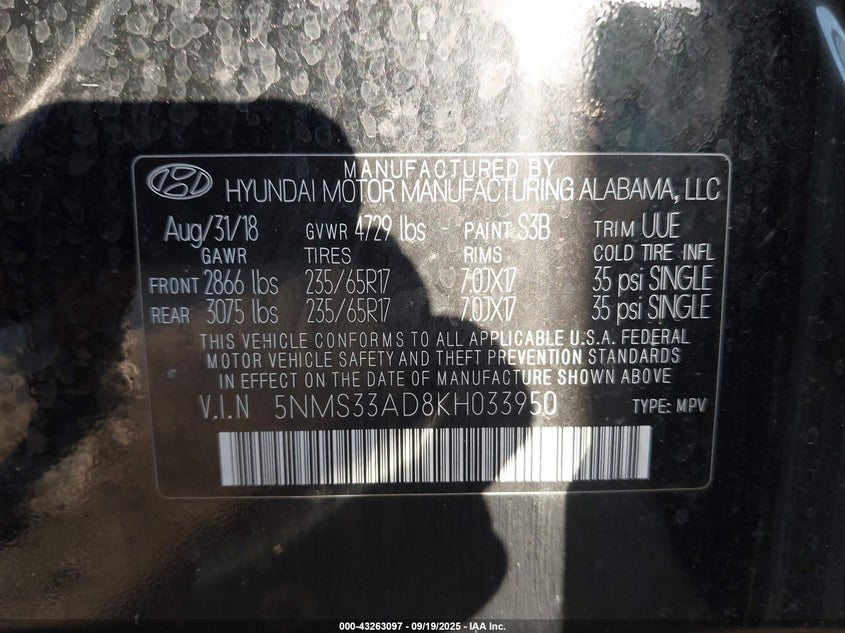 MANUFACTURED BY
HYUNDAI MOTOR MANUFACTURING ALABAMA, LLC
Aug/31/18 GVWR 4729 lbs PAINT S3B TRIM UUE
GAWR TIRES RIMS COLD TIRE INFL
FRONT 2866 lbs 235/65R17 7.0JX17 35 psi SINGLE
REAR 3075 lbs 235/65R17 7.0JX17 35 psi SINGLE
THIS VEHICLE CONFORMS TO ALL APPLICABLE U.S.A. FEDERAL
MOTOR VEHICLE SAFETY AND THEFT PREVENTION STANDARDS
IN EFFECT ON THE DATE OF MANUFACTURE SHOWN ABOVE
V.I.N 5NMS33AD8KH033950 TYPE: MPV
000-43263097 - 09/19/2025 - IAA Inc.